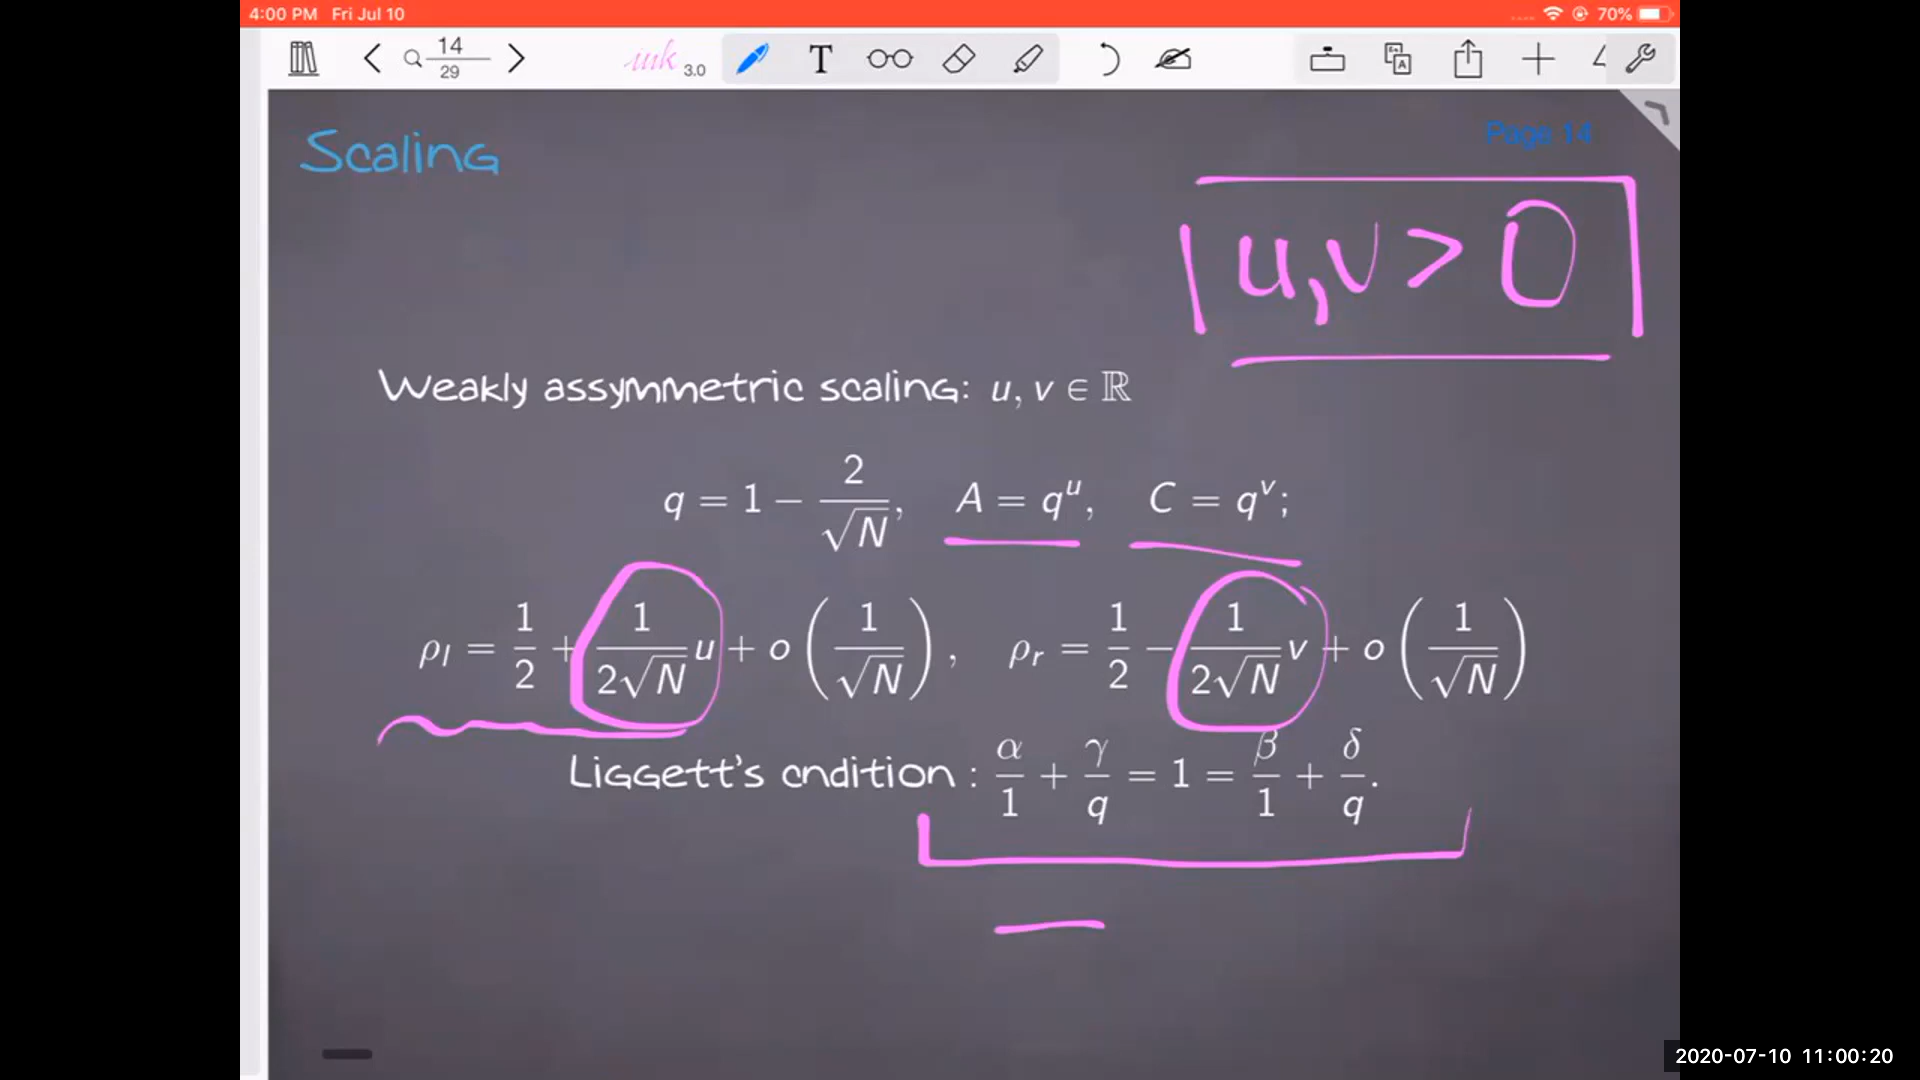 4:00 PM Fri Jul 10 70%
14
29
ink 3.0 T
Scaling
Page 14
u,v > 0
Weakly assymmetric scaling: u, v ∈ ℝ
q = 1 − 2/√N, A = q^u, C = q^v;
ρ_l = 1/2 + 1/(2√N) u + o(1/√N), ρ_r = 1/2 − 1/(2√N) v + o(1/√N)
Liggett's cndition : α/1 + γ/q = 1 = β/1 + δ/q.
2020-07-10 11:00:20